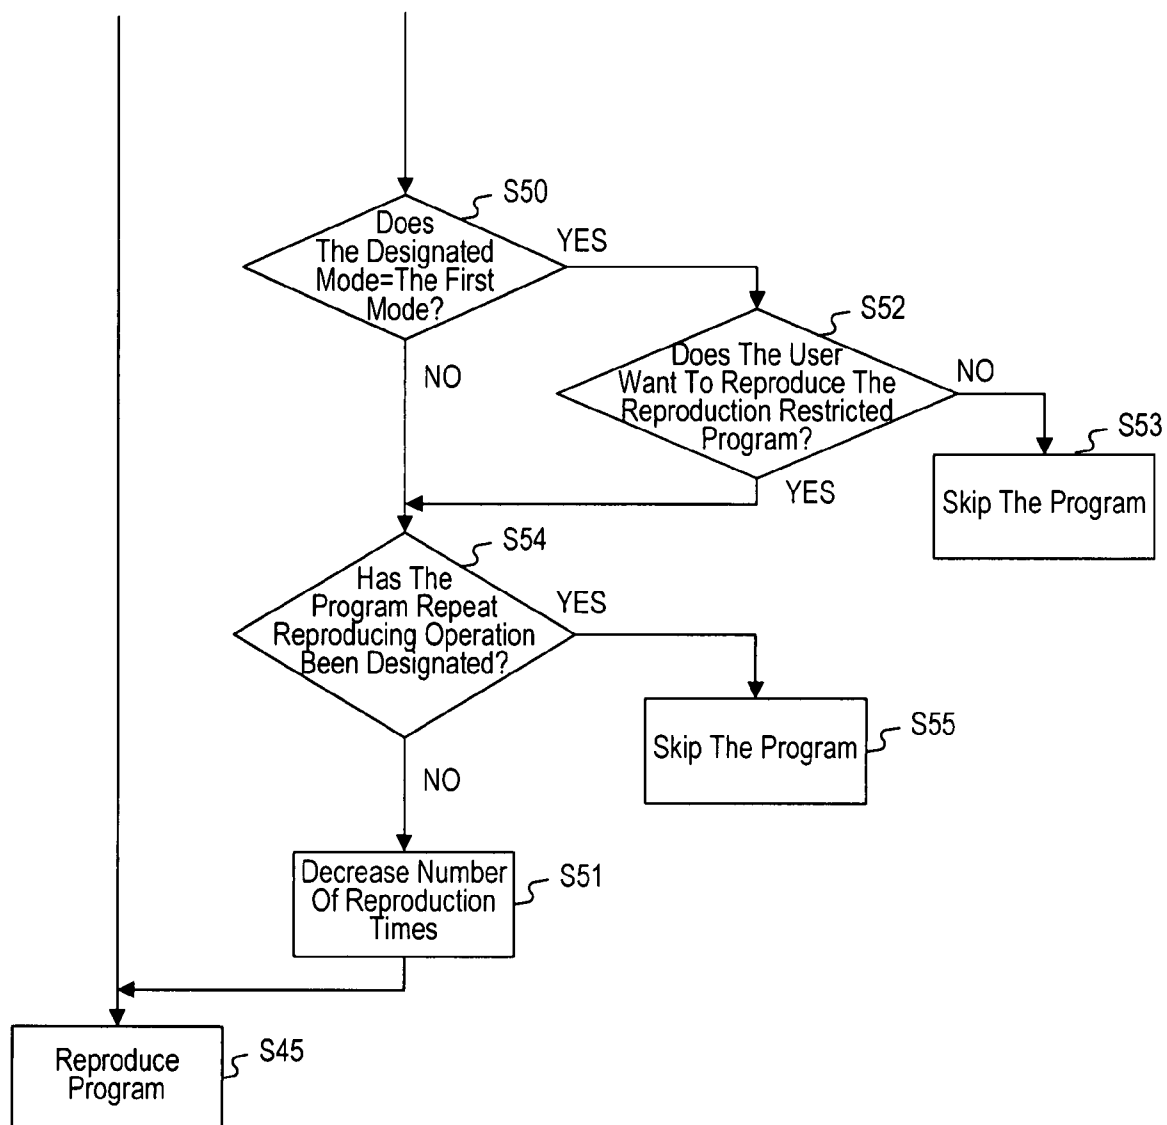 S50
Does
The Designated
Mode=The First
Mode?
YES
NO
S52
Does The User
Want To Reproduce The
Reproduction Restricted
Program?
NO
YES
S53
Skip The Program
S54
Has The
Program Repeat
Reproducing Operation
Been Designated?
YES
NO
Skip The Program
S55
Decrease Number
Of Reproduction
Times
S51
Reproduce
Program
S45